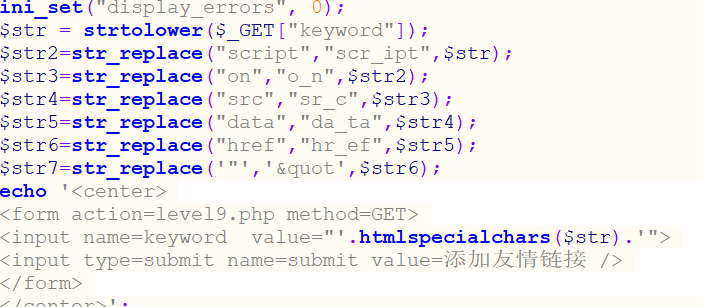 ini_set("display_errors", 0);
$str = strtolower($_GET["keyword"]);
$str2=str_replace("script","scr_ipt",$str);
$str3=str_replace("on","o_n",$str2);
$str4=str_replace("src","sr_c",$str3);
$str5=str_replace("data","da_ta",$str4);
$str6=str_replace("href","hr_ef",$str5);
$str7=str_replace('"','&quot',$str6);
echo '<center>
<form action=level9.php method=GET>
<input name=keyword  value="'.htmlspecialchars($str).'">
<input type=submit name=submit value=添加友情链接 />
</form>
</center>';